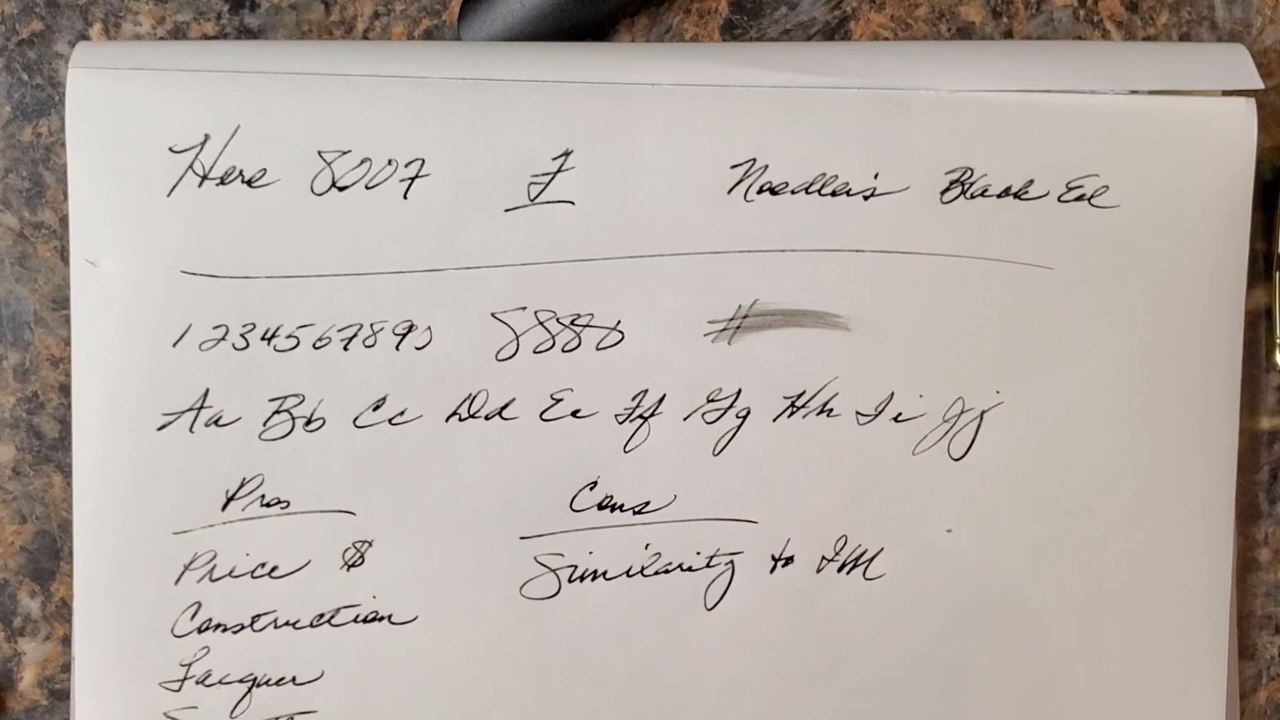 Hero 8007 F Noodler's Black Eel
1234567890 8880 #
Aa Bb Cc Dd Ee Ff Gg Hh Ii Jj
Pros Cons
Price $ Similarity to IM
Construction
Lacquer